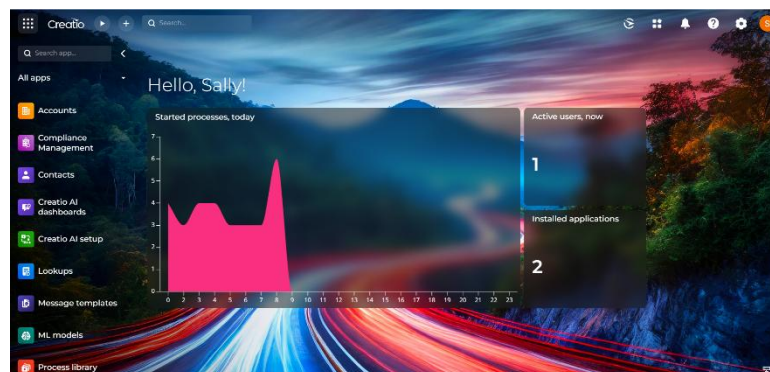 Creatio
Search...
S
Search app...
All apps
Hello, Sally!
Accounts
Compliance
Management
Contacts
Creatio AI
dashboards
Creatio AI setup
Lookups
Message templates
ML models
Process library
Started processes, today
7
6
5
4
3
2
1
0
0 2 3 4 5 6 7 8 9 10 11 12 13 14 15 16 17 18 19 20 21 22 23
Active users, now
1
Installed applications
2